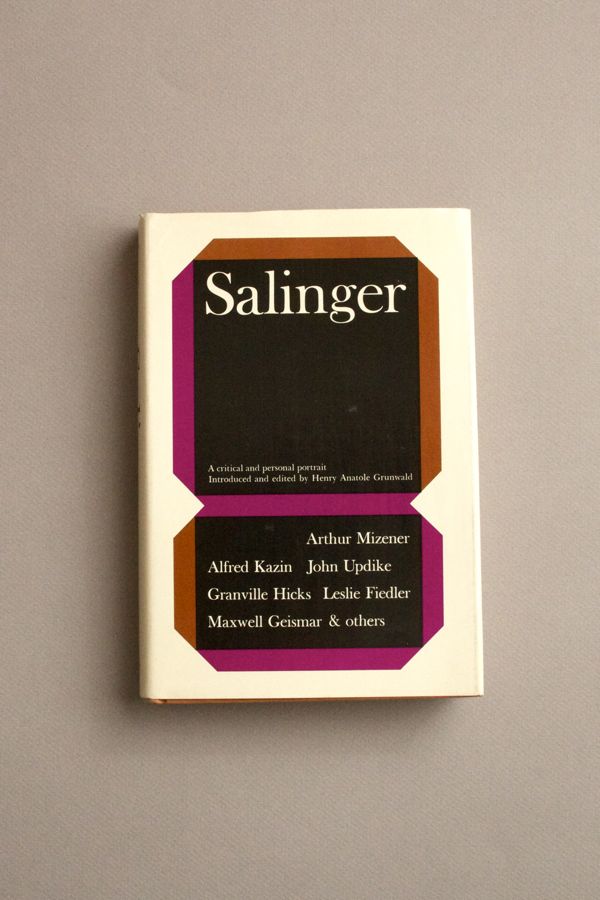 Salinger
A critical and personal portrait
Introduced and edited by Henry Anatole Grunwald
Arthur Mizener
Alfred Kazin John Updike
Granville Hicks Leslie Fiedler
Maxwell Geismar & others